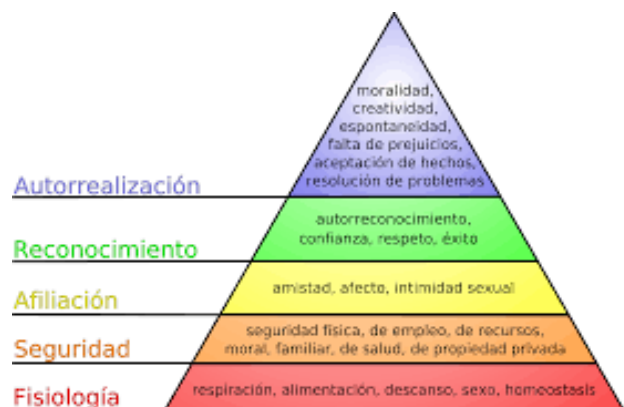 moralidad,
creatividad,
espontaneidad,
falta de prejuicios,
aceptación de hechos,
resolución de problemas
Autorrealización
autorreconocimiento,
confianza, respeto, éxito
Reconocimiento
amistad, afecto, intimidad sexual
Afiliación
seguridad física, de empleo, de recursos,
moral, familiar, de salud, de propiedad privada
Seguridad
respiración, alimentación, descanso, sexo, homeostasis
Fisiología